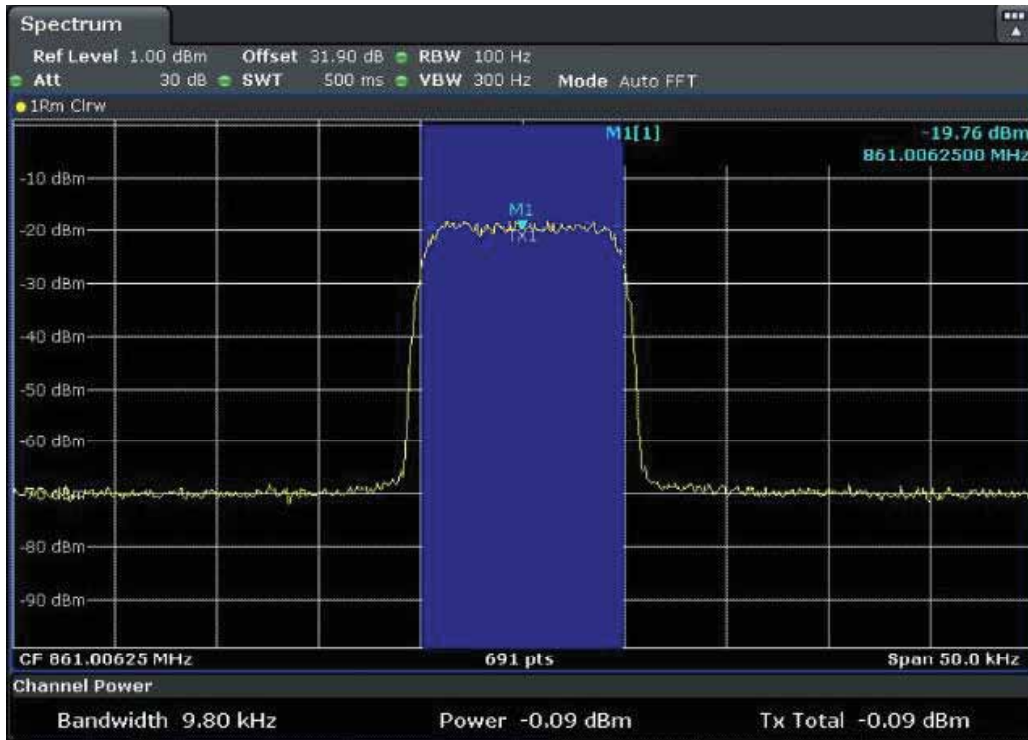 Spectrum
Ref Level 1.00 dBm Offset 31.90 dB RBW 100 Hz
Att 30 dB SWT 500 ms VBW 300 Hz Mode Auto FFT
1Rm Clrw
M1[1] -19.76 dBm
861.0062500 MHz
-10 dBm
M1
-20 dBm
TX1
-30 dBm
-40 dBm
-50 dBm
-60 dBm
-70 dBm
-80 dBm
-90 dBm
CF 861.00625 MHz 691 pts Span 50.0 kHz
Channel Power
Bandwidth 9.80 kHz Power -0.09 dBm Tx Total -0.09 dBm